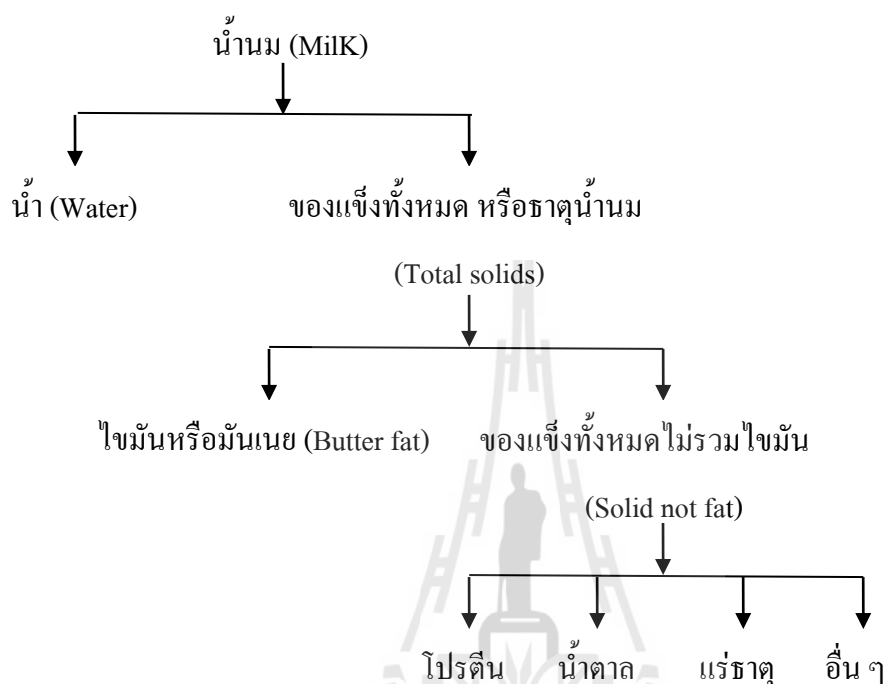 น้ำนม (MilK)
น้ำ (Water) ของแข็งทั้งหมด หรือธาตุน้ำนม
(Total solids)
ไขมันหรือมันเนย (Butter fat) ของแข็งทั้งหมดไม่รวมไขมัน
(Solid not fat)
โปรตีน น้ำตาล แร่ธาตุ อื่น ๆ